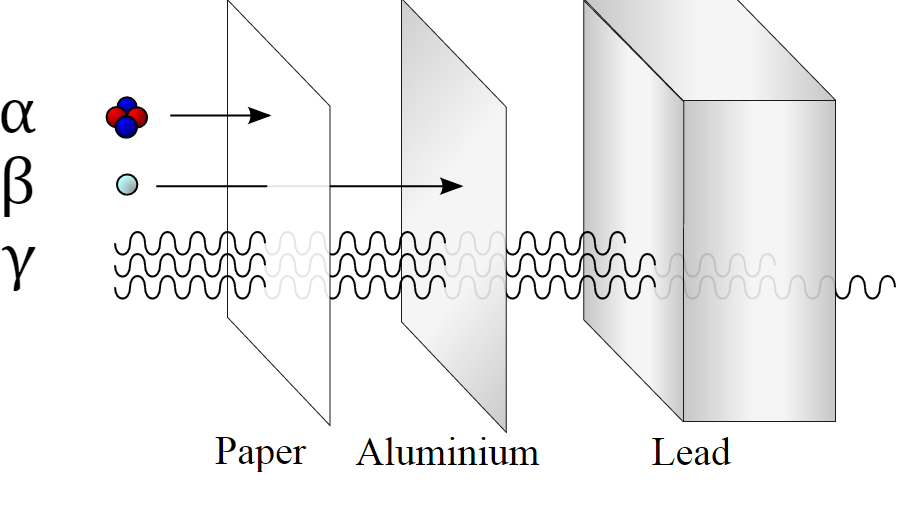 α
β
γ
Paper Aluminium Lead